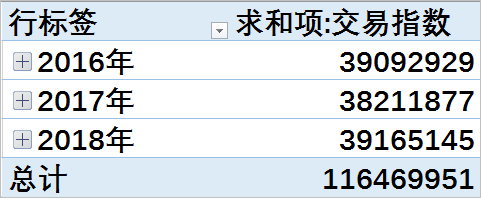 行标签 求和项:交易指数
2016年 39092929
2017年 38211877
2018年 39165145
总计 116469951